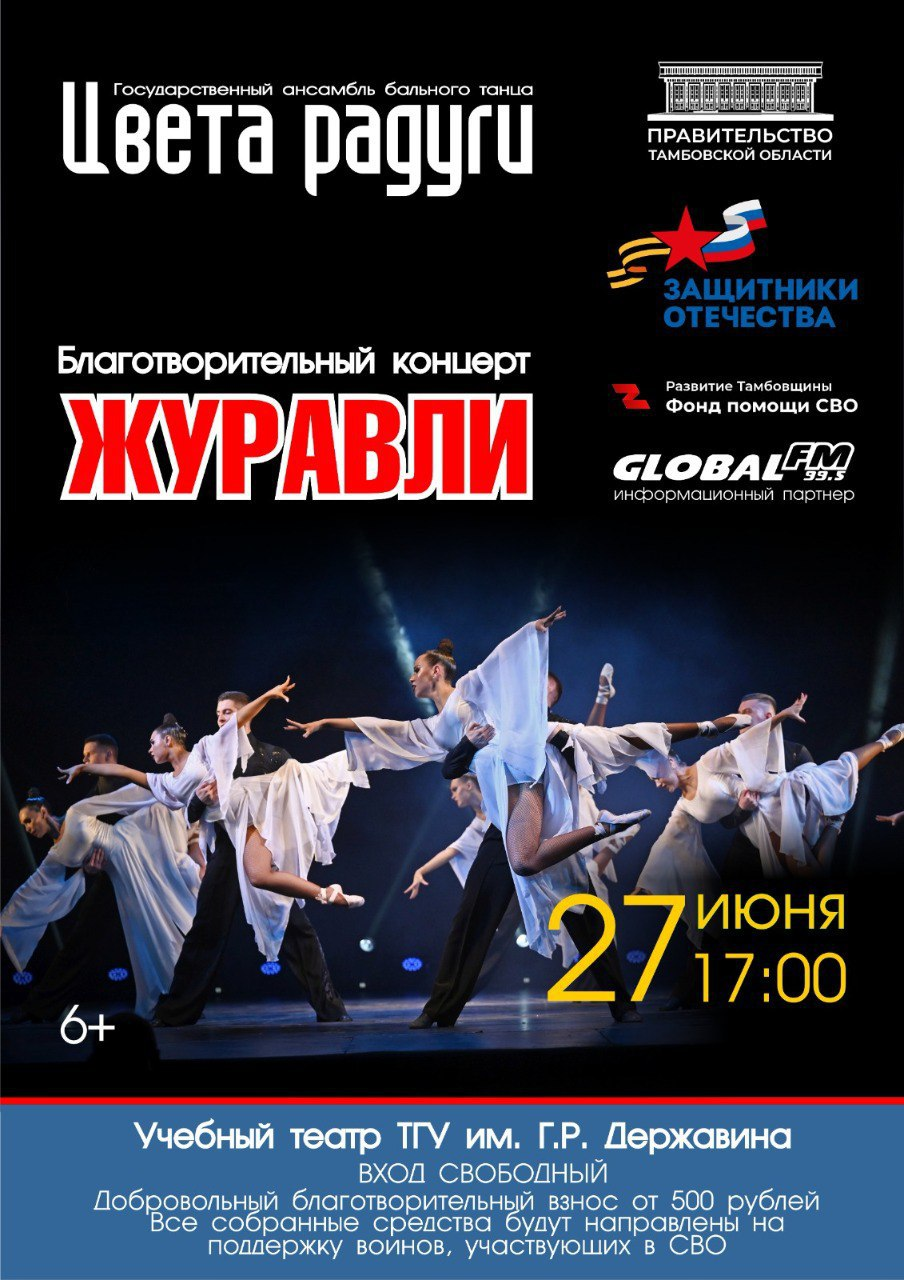 Государственный ансамбль бального танца
Цвета радуги
ПРАВИТЕЛЬСТВО
ТАМБОВСКОЙ ОБЛАСТИ
ЗАЩИТНИКИ
ОТЕЧЕСТВА
Благотворительный концерт
ЖУРАВЛИ
Развитие Тамбовщины
Фонд помощи СВО
GLOBAL FM
99.5
информационный партнер
27 ИЮНЯ
17:00
6+
Учебный театр ТГУ им. Г.Р. Державина
ВХОД СВОБОДНЫЙ
Добровольный благотворительный взнос от 500 рублей
Все собранные средства будут направлены на
поддержку воинов, участвующих в СВО